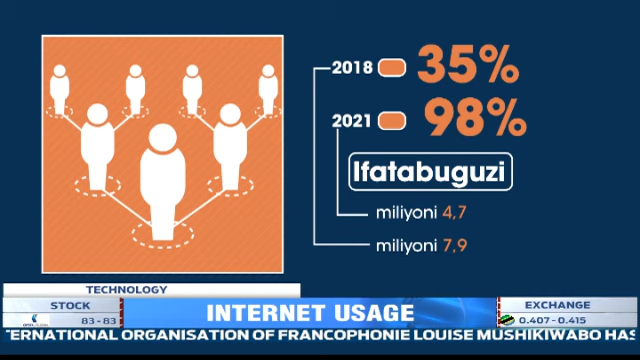 2018 35%
2021 98%
Ifatabuguzi
miliyoni 4,7
miliyoni 7,9
TECHNOLOGY
STOCK
83 - 83
INTERNET USAGE
EXCHANGE
0.407 - 0.415
TERNATIONAL ORGANISATION OF FRANCOPHONIE LOUISE MUSHIKIWABO HAS